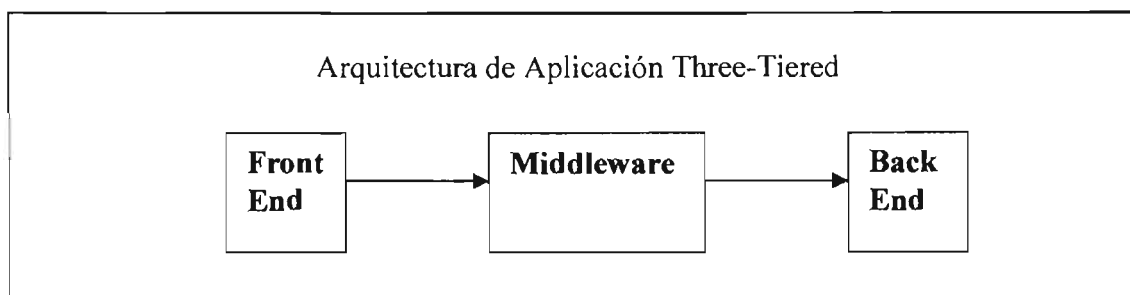 Arquitectura de Aplicación Three-Tiered
Front
End
Middleware
Back
End